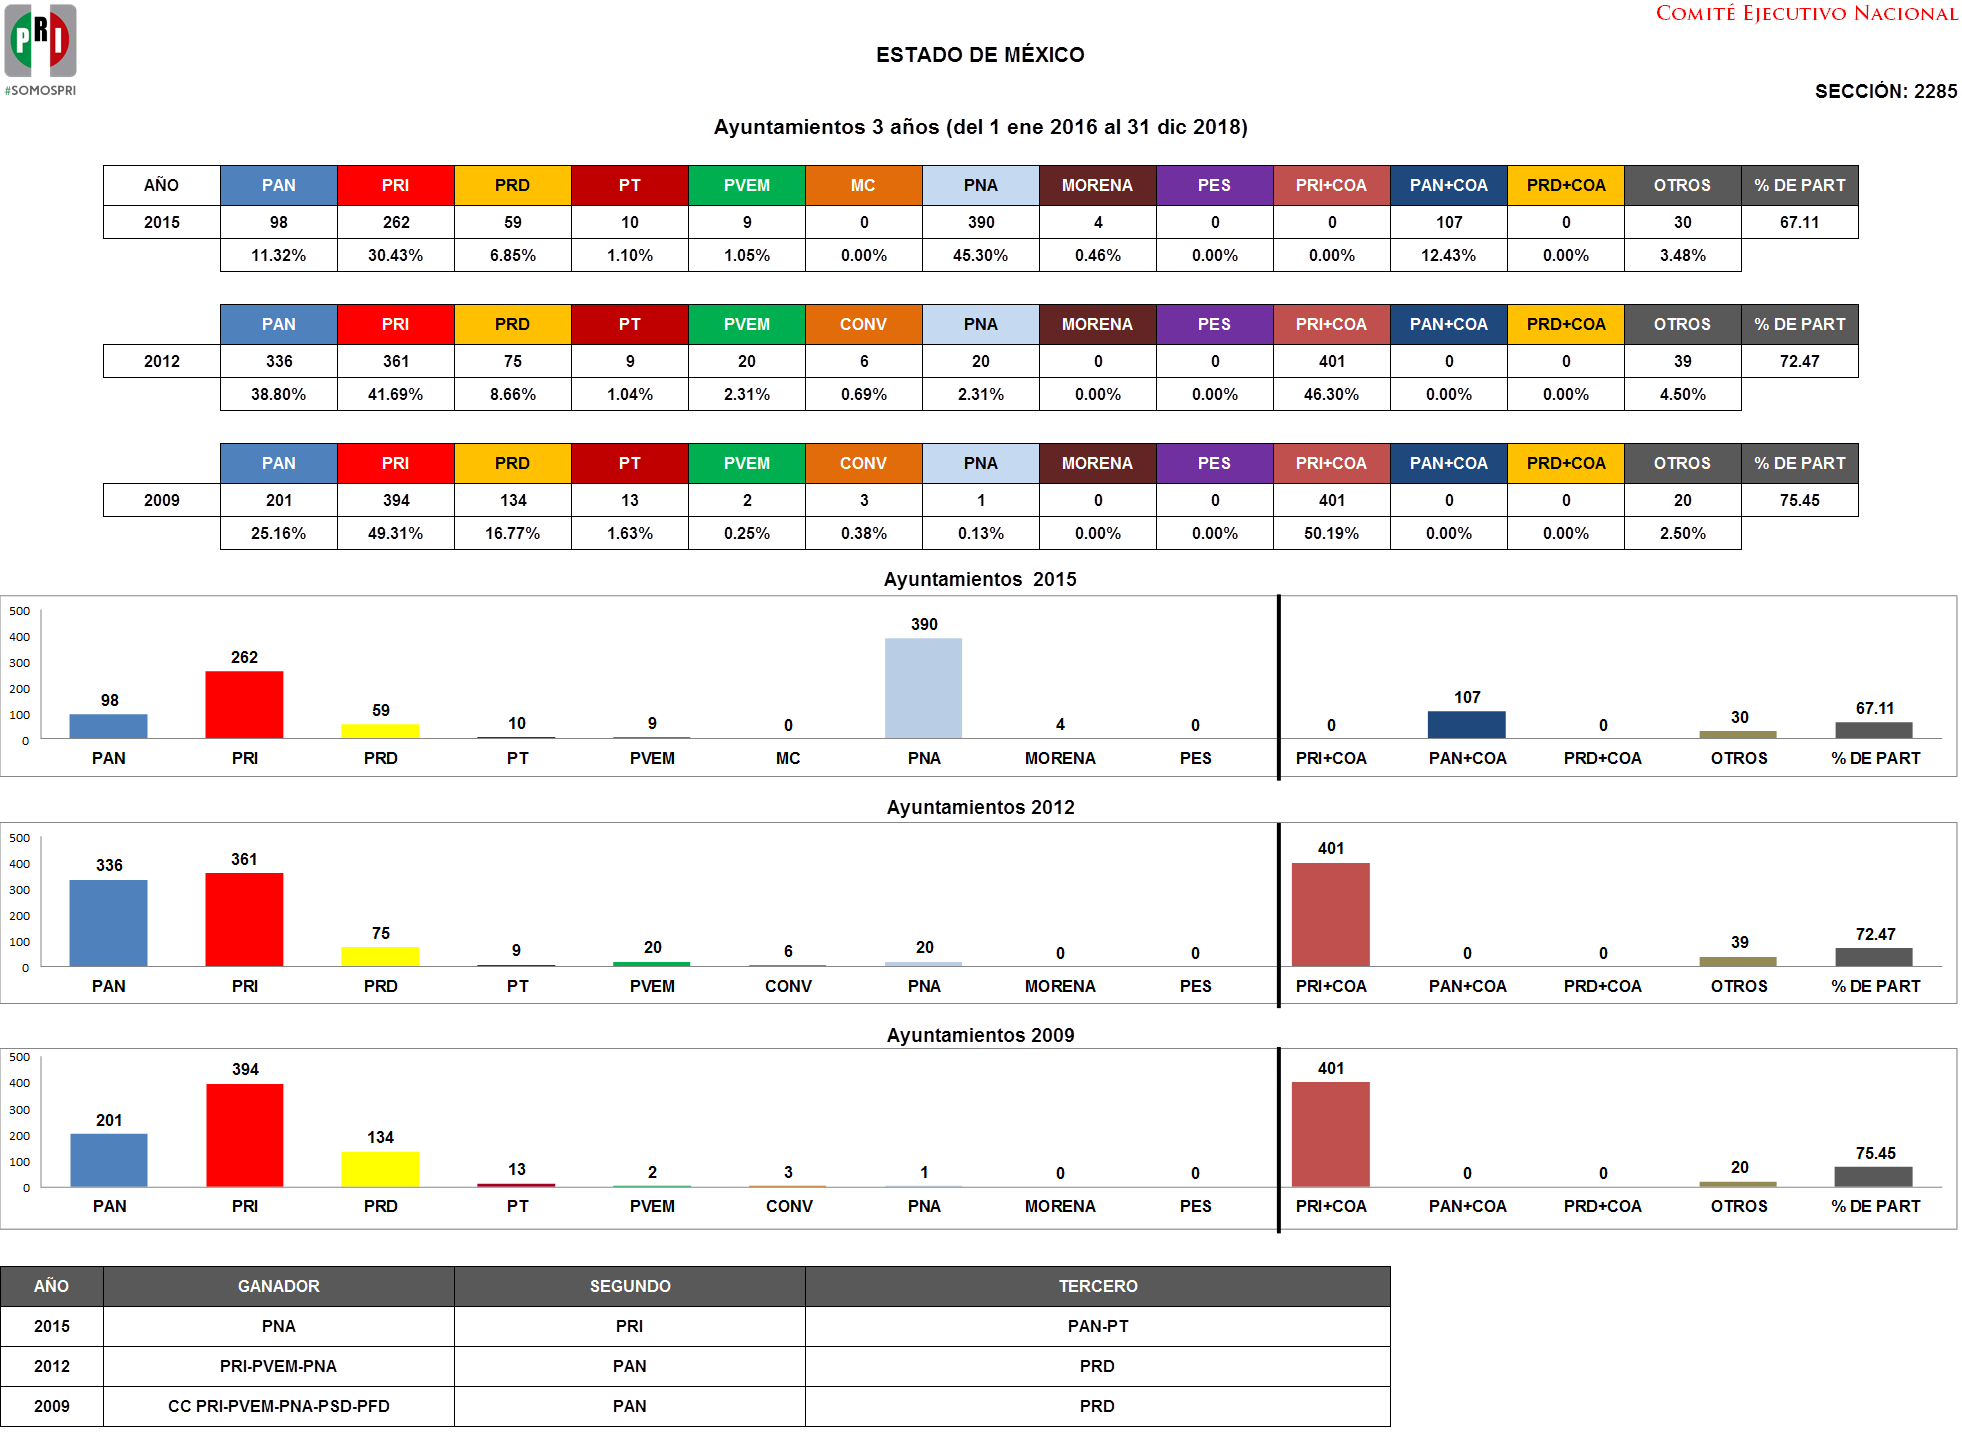 PRI
#SOMOSPRI
COMITÉ EJECUTIVO NACIONAL
ESTADO DE MÉXICO
SECCIÓN: 2285
Ayuntamientos 3 años (del 1 ene 2016 al 31 dic 2018)
AÑO PAN PRI PRD PT PVEM MC PNA MORENA PES PRI+COA PAN+COA PRD+COA OTROS % DE PART
2015 98 262 59 10 9 0 390 4 0 0 107 0 30 67.11
11.32% 30.43% 6.85% 1.10% 1.05% 0.00% 45.30% 0.46% 0.00% 0.00% 12.43% 0.00% 3.48%
PAN PRI PRD PT PVEM CONV PNA MORENA PES PRI+COA PAN+COA PRD+COA OTROS % DE PART
2012 336 361 75 9 20 6 20 0 0 401 0 0 39 72.47
38.80% 41.69% 8.66% 1.04% 2.31% 0.69% 2.31% 0.00% 0.00% 46.30% 0.00% 0.00% 4.50%
PAN PRI PRD PT PVEM CONV PNA MORENA PES PRI+COA PAN+COA PRD+COA OTROS % DE PART
2009 201 394 134 13 2 3 1 0 0 401 0 0 20 75.45
25.16% 49.31% 16.77% 1.63% 0.25% 0.38% 0.13% 0.00% 0.00% 50.19% 0.00% 0.00% 2.50%
Ayuntamientos 2015
500
400
300
200
100
0
98 262 59 10 9 0 390 4 0 0 107 0 30 67.11
PAN PRI PRD PT PVEM MC PNA MORENA PES PRI+COA PAN+COA PRD+COA OTROS % DE PART
Ayuntamientos 2012
500
400
300
200
100
0
336 361 75 9 20 6 20 0 0 401 0 0 39 72.47
PAN PRI PRD PT PVEM CONV PNA MORENA PES PRI+COA PAN+COA PRD+COA OTROS % DE PART
Ayuntamientos 2009
500
400
300
200
100
0
201 394 134 13 2 3 1 0 0 401 0 0 20 75.45
PAN PRI PRD PT PVEM CONV PNA MORENA PES PRI+COA PAN+COA PRD+COA OTROS % DE PART
AÑO GANADOR SEGUNDO TERCERO
2015 PNA PRI PAN-PT
2012 PRI-PVEM-PNA PAN PRD
2009 CC PRI-PVEM-PNA-PSD-PFD PAN PRD